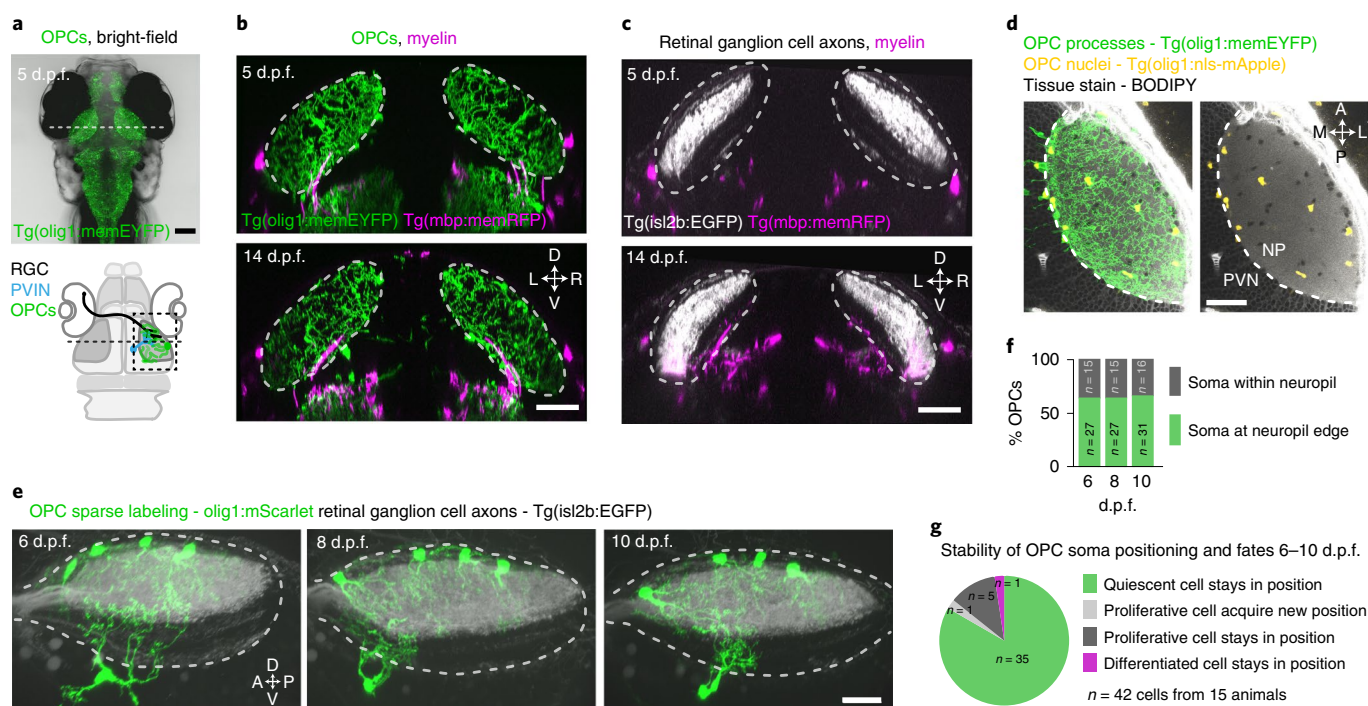 a
OPCs, bright-field
5 d.p.f.
Tg(olig1:memEYFP)
RGC
PVIN
OPCs
b
OPCs, myelin
5 d.p.f.
Tg(olig1:memEYFP) Tg(mbp:memRFP)
14 d.p.f.
D
L R
V
c
Retinal ganglion cell axons, myelin
5 d.p.f.
Tg(isl2b:EGFP) Tg(mbp:memRFP)
14 d.p.f.
D
L R
V
d
OPC processes - Tg(olig1:memEYFP)
OPC nuclei - Tg(olig1:nls-mApple)
Tissue stain - BODIPY
A
M L
P
NP
PVN
e
OPC sparse labeling - olig1:mScarlet retinal ganglion cell axons - Tg(isl2b:EGFP)
6 d.p.f.
8 d.p.f.
10 d.p.f.
D
A P
V
f
% OPCs
100
50
0
n = 15
n = 15
n = 16
n = 27
n = 27
n = 31
6 8 10
d.p.f.
Soma within neuropil
Soma at neuropil edge
g
Stability of OPC soma positioning and fates 6–10 d.p.f.
n = 1
n = 5
n = 1
n = 35
Quiescent cell stays in position
Proliferative cell acquire new position
Proliferative cell stays in position
Differentiated cell stays in position
n = 42 cells from 15 animals